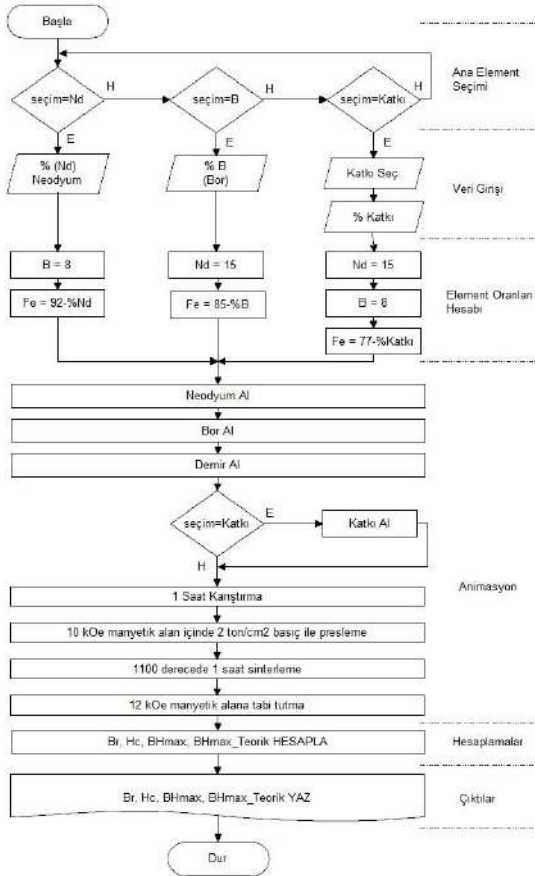 Başla
Ana Element
Seçimi
seçim=Nd
H
seçim=B
H
seçim=Katkı
H
E
E
E
% (Nd)
Neodyum
% B
(Bor)
Katkı Seç
Veri Girişi
% Katkı
B = 8
Nd = 15
Nd = 15
Fe = 92-%Nd
Fe = 85-%B
B = 8
Element Oranları
Hesabı
Fe = 77-%Katkı
Neodyum Al
Bor Al
Demir Al
seçim=Katkı
E
Katkı Al
H
Animasyon
1 Saat Karıştırma
10 kOe manyetik alan içinde 2 ton/cm2 basıç ile presleme
1100 derecede 1 saat sinterleme
12 kOe manyetik alana tabi tutma
Br, Hc, BHmax, BHmax_Teorik HESAPLA
Hesaplamalar
Br, Hc, BHmax, BHmax_Teorik YAZ
Çıktılar
Dur